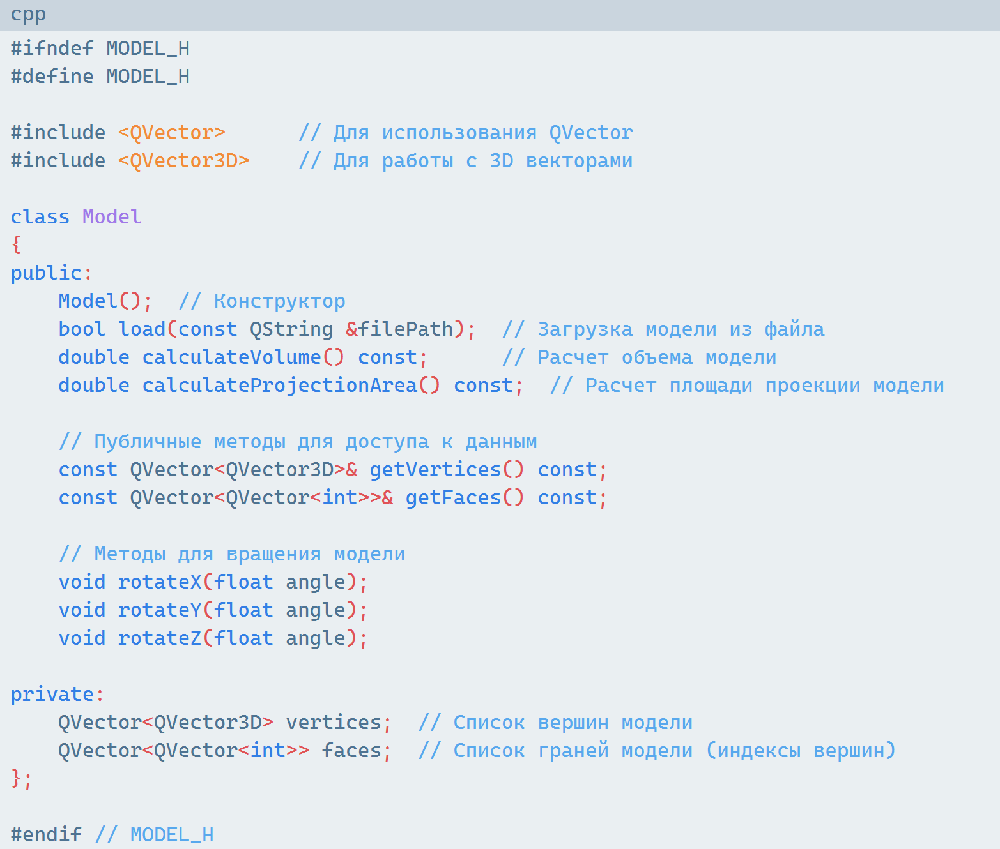 cpp
#ifndef MODEL_H
#define MODEL_H
#include <QVector>      // Для использования QVector
#include <QVector3D>    // Для работы с 3D векторами
class Model
{
public:
    Model();  // Конструктор
    bool load(const QString &filePath);  // Загрузка модели из файла
    double calculateVolume() const;      // Расчет объема модели
    double calculateProjectionArea() const;  // Расчет площади проекции модели
    // Публичные методы для доступа к данным
    const QVector<QVector3D>& getVertices() const;
    const QVector<QVector<int>>& getFaces() const;
    // Методы для вращения модели
    void rotateX(float angle);
    void rotateY(float angle);
    void rotateZ(float angle);
private:
    QVector<QVector3D> vertices;  // Список вершин модели
    QVector<QVector<int>> faces;  // Список граней модели (индексы вершин)
};
#endif // MODEL_H